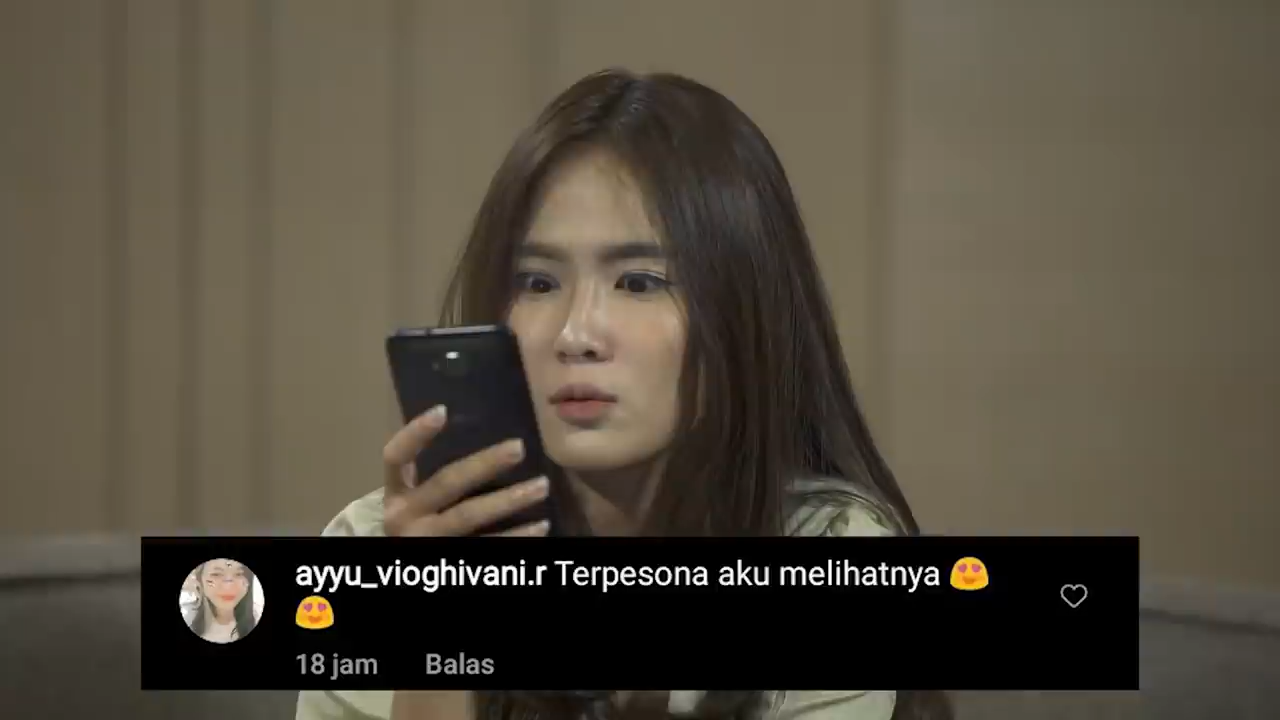 ayyu_vioghivani.r Terpesona aku melihatnya 😍
😍
18 jam Balas